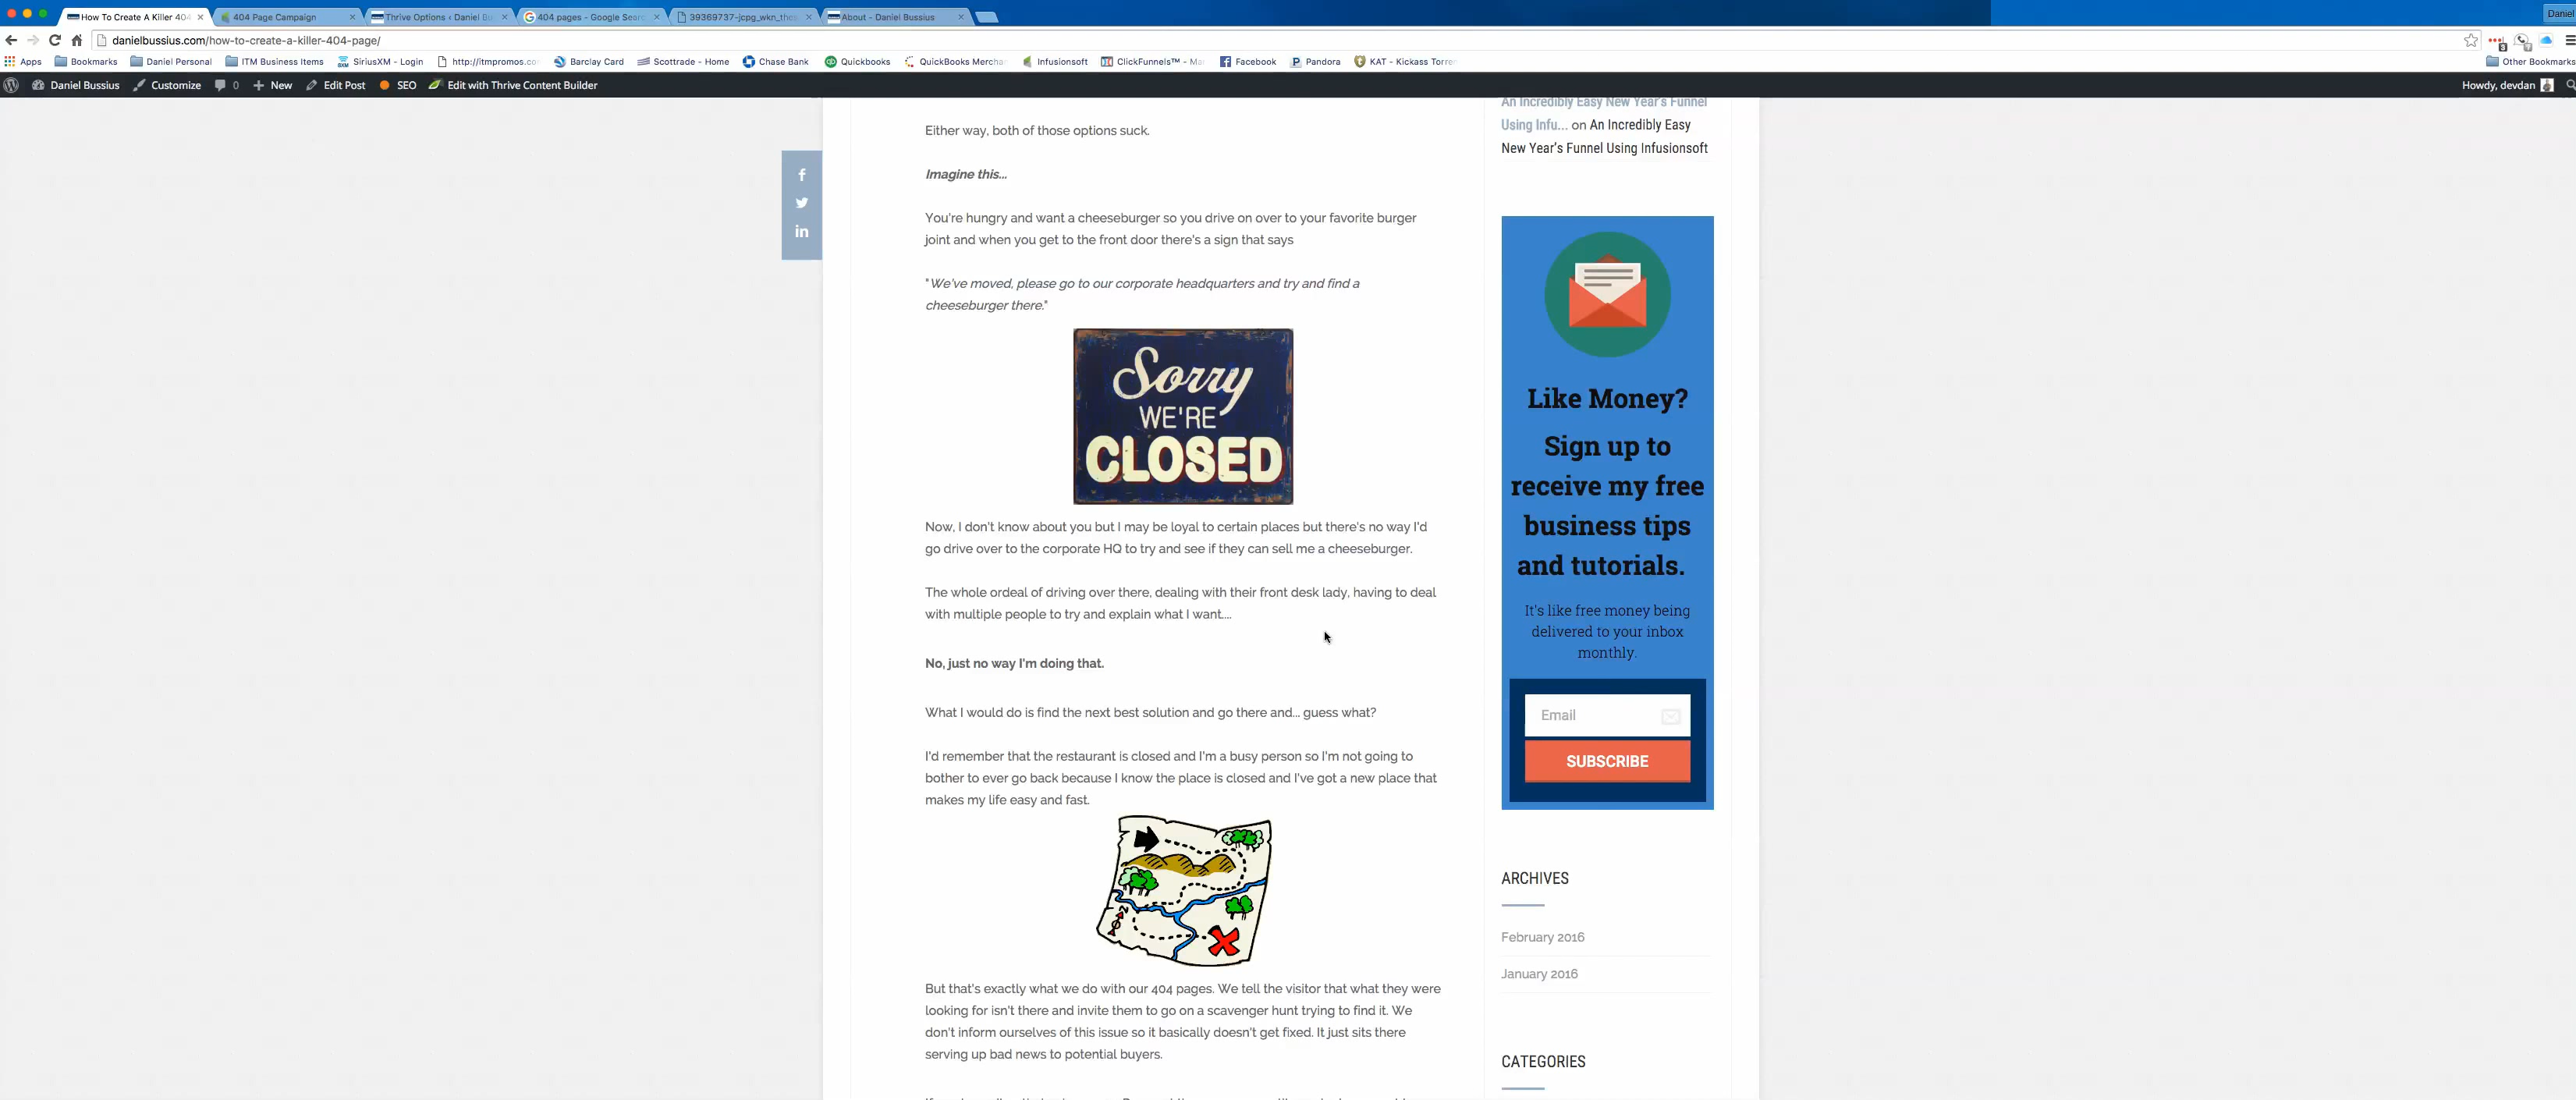 How To Create A Killer 404
404 Page Campaign
Thrive Options ‹ Daniel Bu
404 pages - Google Searc
39369737-jcpg_wkn_thds
About - Daniel Bussius
Daniel
danielbussius.com/how-to-create-a-killer-404-page/
Apps
Bookmarks
Daniel Personal
ITM Business Items
SiriusXM - Login
http://itmpromos.co
Barclay Card
Scottrade - Home
Chase Bank
Quickbooks
QuickBooks Mercha
Infusionsoft
ClickFunnels™ - Ma
Facebook
Pandora
KAT - Kickass Torre
Other Bookmarks
Daniel Bussius
Customize
0
New
Edit Post
SEO
Edit with Thrive Content Builder
Howdy, devdan
Either way, both of those options suck.
Imagine this...
You're hungry and want a cheeseburger so you drive on over to your favorite burger
joint and when you get to the front door there's a sign that says
"We've moved, please go to our corporate headquarters and try and find a
cheeseburger there."
Sorry
WE'RE
CLOSED
Now, I don't know about you but I may be loyal to certain places but there's no way I'd
go drive over to the corporate HQ to try and see if they can sell me a cheeseburger.
The whole ordeal of driving over there, dealing with their front desk lady, having to deal
with multiple people to try and explain what I want....
No, just no way I'm doing that.
What I would do is find the next best solution and go there and... guess what?
I'd remember that the restaurant is closed and I'm a busy person so I'm not going to
bother to ever go back because I know the place is closed and I've got a new place that
makes my life easy and fast.
But that's exactly what we do with our 404 pages. We tell the visitor that what they were
looking for isn't there and invite them to go on a scavenger hunt trying to find it. We
don't inform ourselves of this issue so it basically doesn't get fixed. It just sits there
serving up bad news to potential buyers.
An Incredibly Easy New Year's Funnel
Using Infu... on An Incredibly Easy
New Year's Funnel Using Infusionsoft
Like Money?
Sign up to
receive my free
business tips
and tutorials.
It's like free money being
delivered to your inbox
monthly.
Email
SUBSCRIBE
ARCHIVES
February 2016
January 2016
CATEGORIES